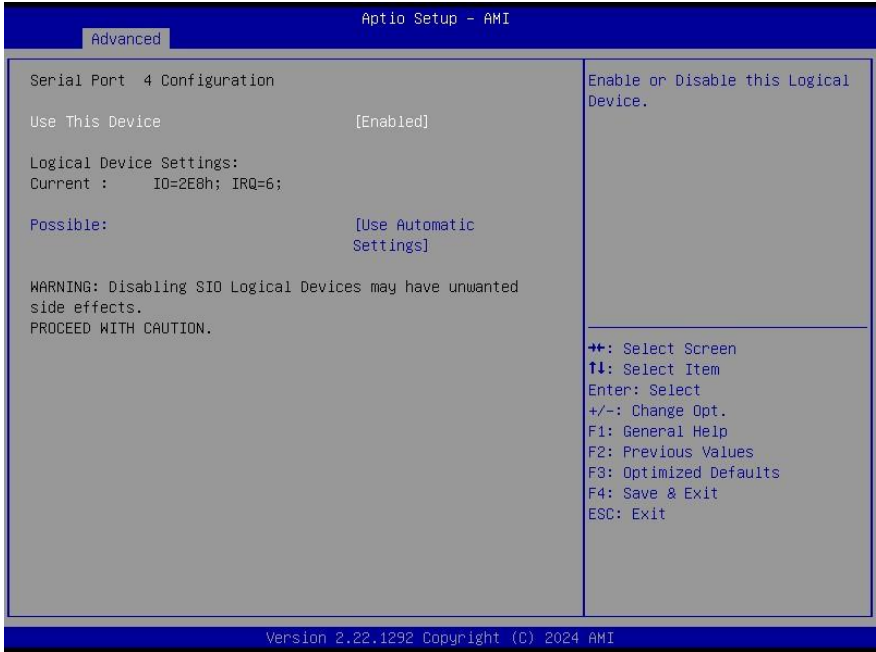 Aptio Setup - AMI
Advanced
Serial Port 4 Configuration
Enable or Disable this Logical
Device.
Use This Device [Enabled]
Logical Device Settings:
Current : IO=2E8h; IRQ=6;
Possible: [Use Automatic
Settings]
WARNING: Disabling SIO Logical Devices may have unwanted
side effects.
PROCEED WITH CAUTION.
→←: Select Screen
↑↓: Select Item
Enter: Select
+/-: Change Opt.
F1: General Help
F2: Previous Values
F3: Optimized Defaults
F4: Save & Exit
ESC: Exit
Version 2.22.1292 Copyright (C) 2024 AMI